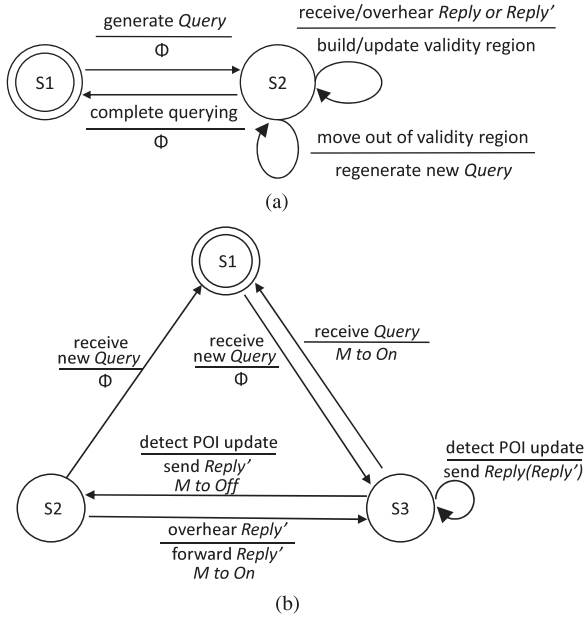 generate Query
Φ
receive/overhear Reply or Reply'
build/update validity region
S1
S2
complete querying
Φ
move out of validity region
regenerate new Query
(a)
S1
receive
new Query
Φ
receive
new Query
Φ
receive Query
M to On
detect POI update
send Reply'
M to Off
detect POI update
send Reply(Reply')
S2
S3
overhear Reply'
forward Reply'
M to On
(b)